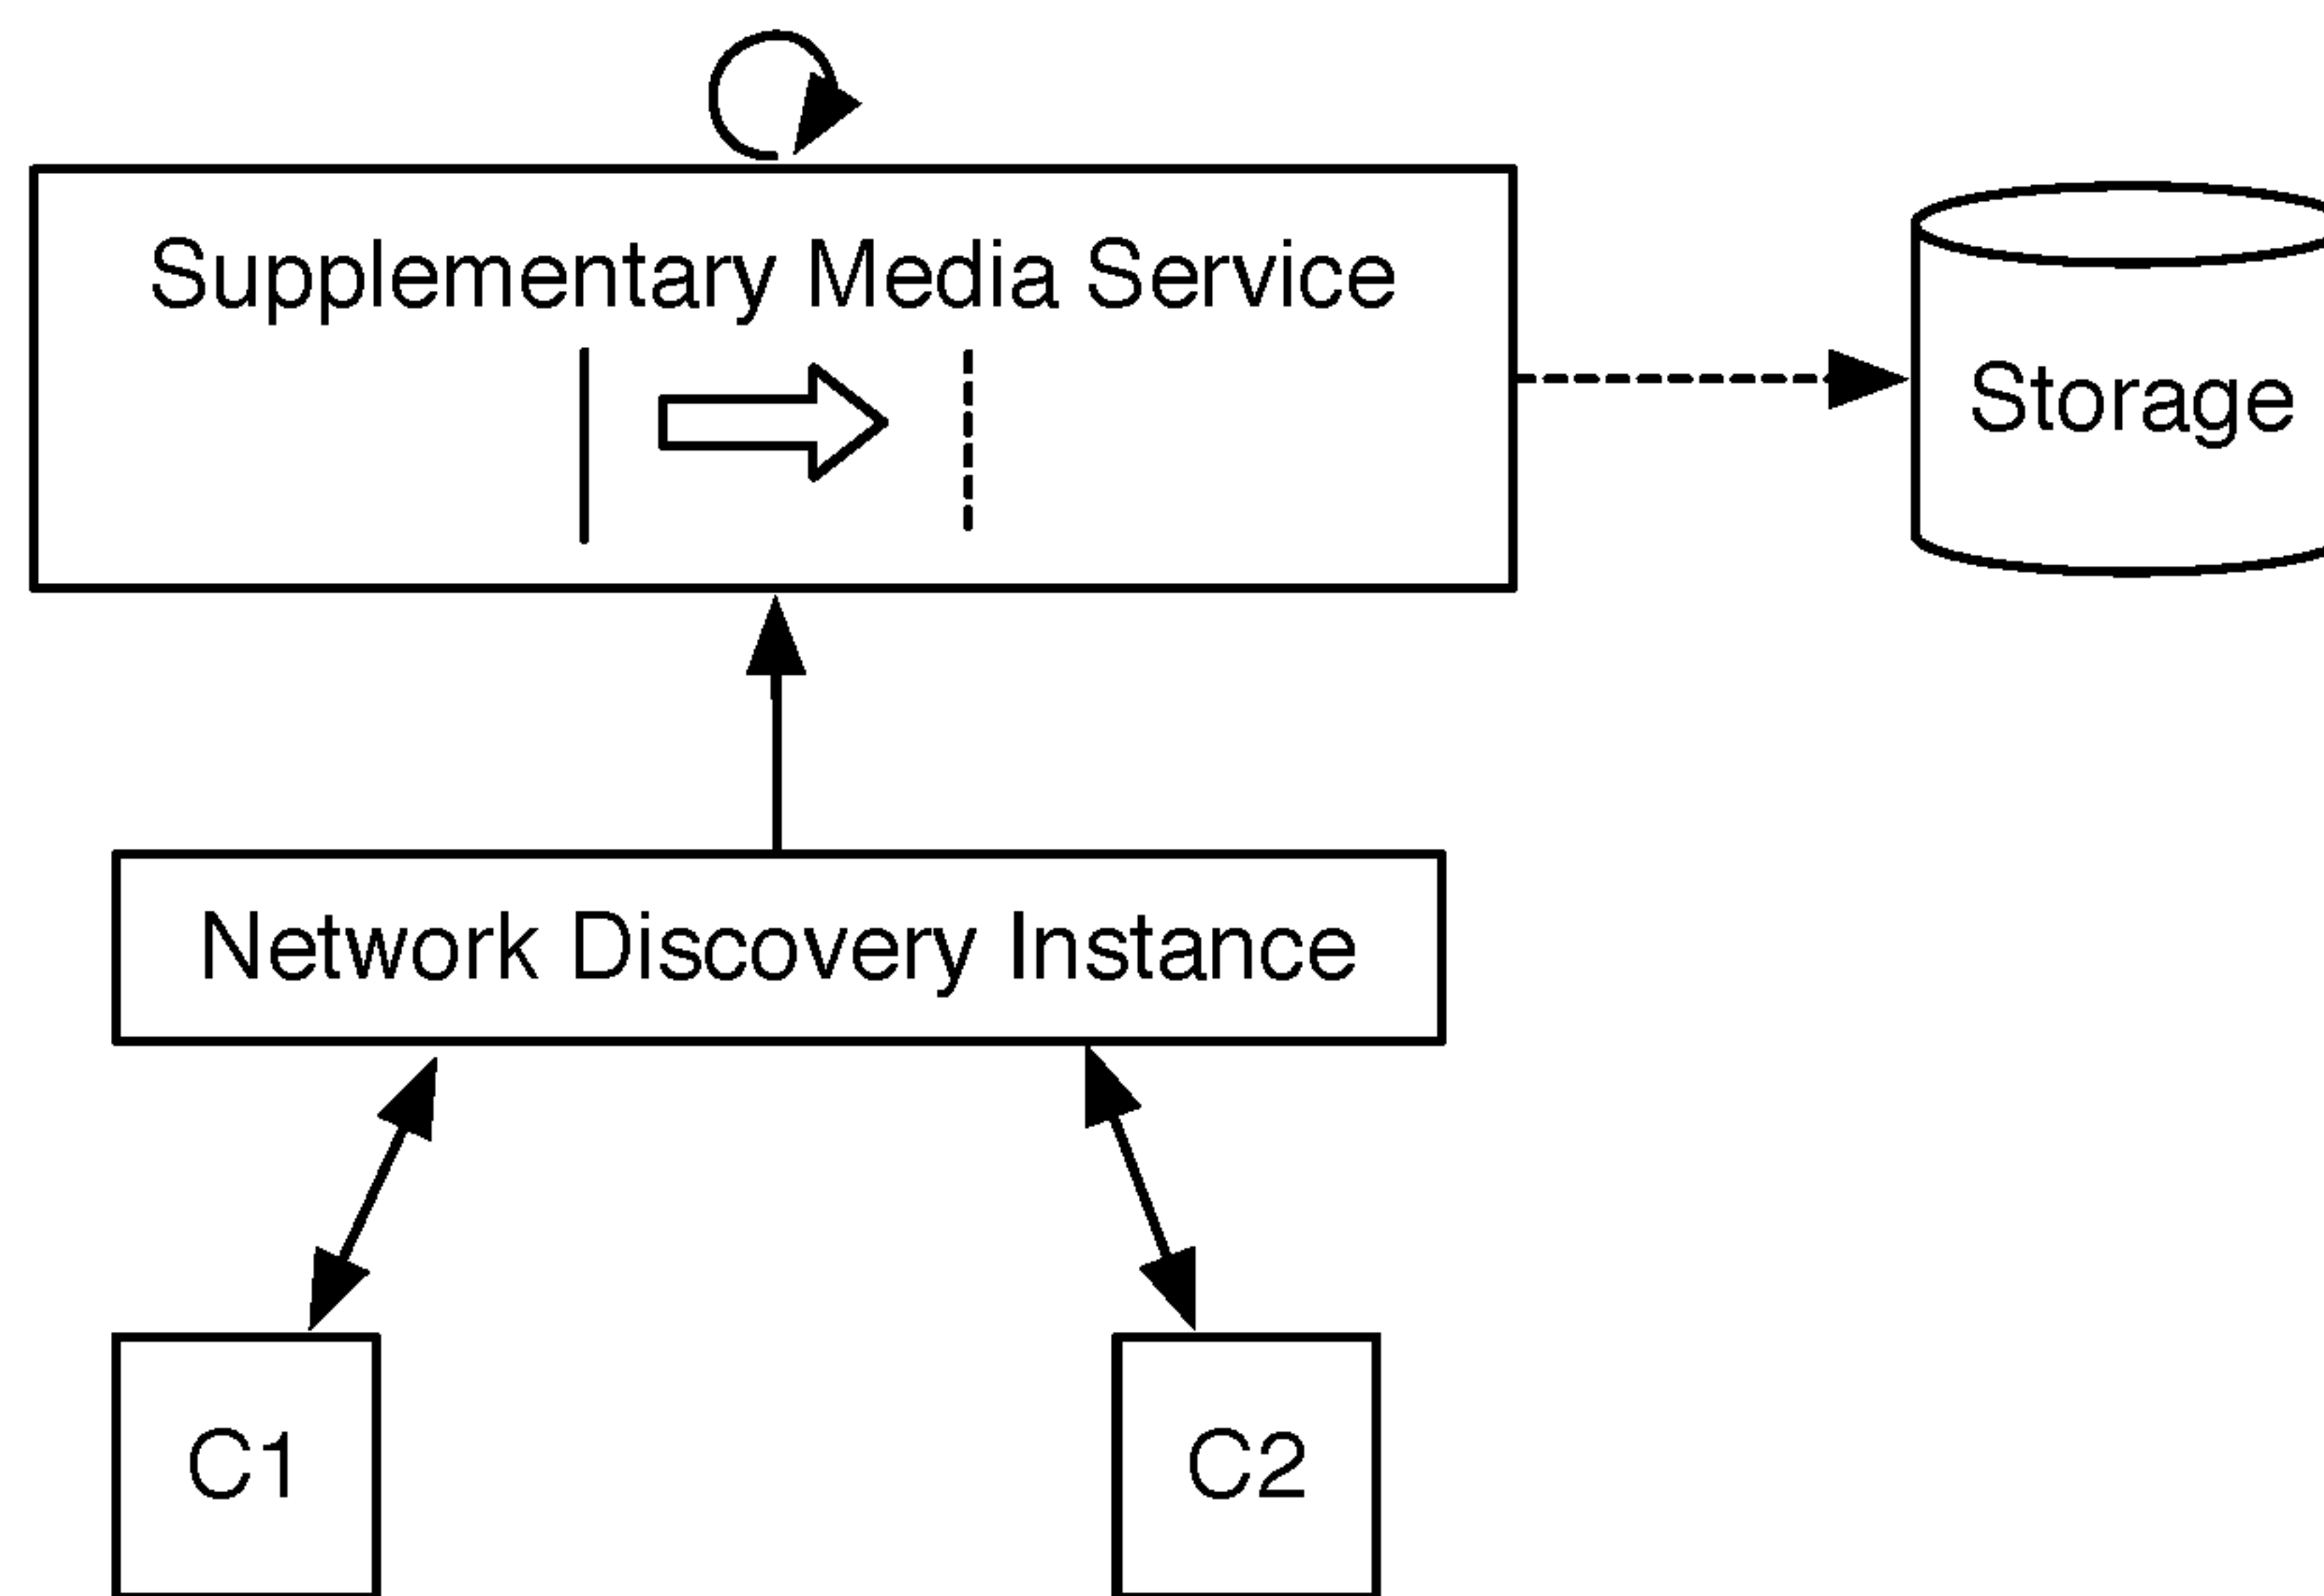 Supplementary Media Service
Storage
Network Discovery Instance
C1
C2